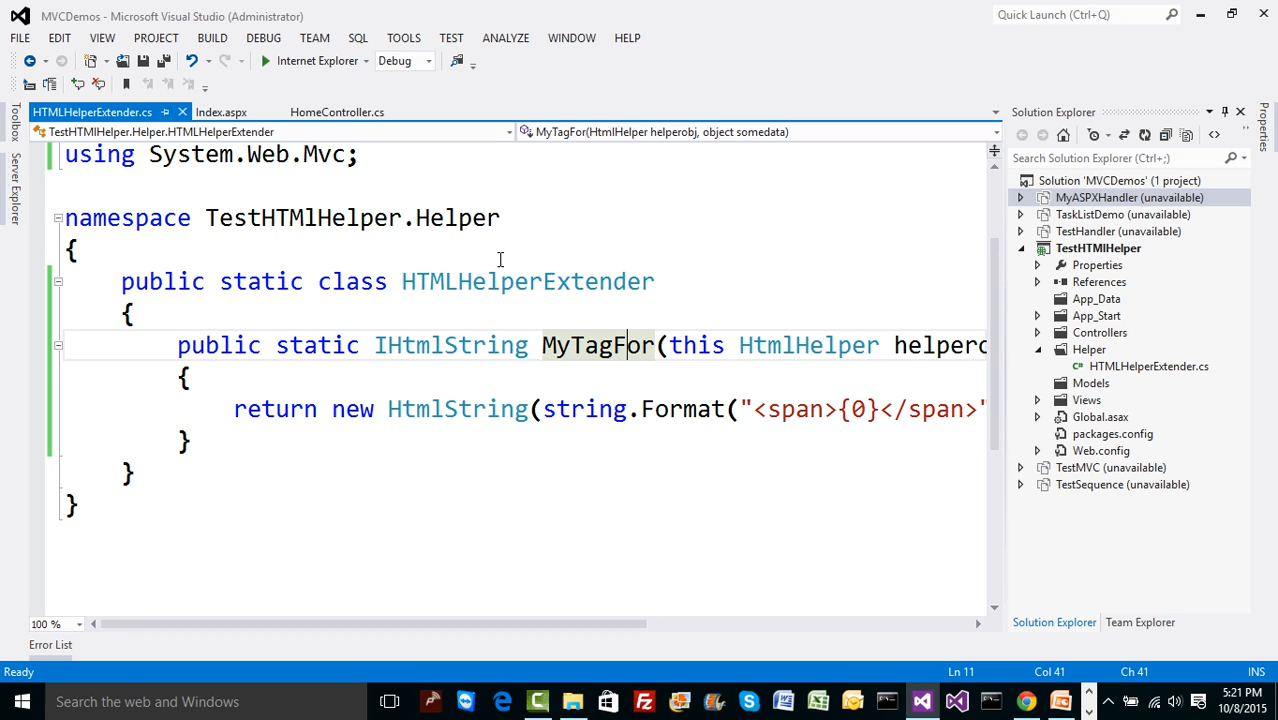 MVCDemos - Microsoft Visual Studio (Administrator)
Quick Launch (Ctrl+Q)
FILE EDIT VIEW PROJECT BUILD DEBUG TEAM SQL TOOLS TEST ANALYZE WINDOW HELP
Internet Explorer Debug
HTMLHelperExtender.cs Index.aspx HomeController.cs
TestHTMlHelper.Helper.HTMLHelperExtender MyTagFor(HtmlHelper helperobj, object somedata)
Toolbox
Server Explorer
using System.Web.Mvc;
namespace TestHTMlHelper.Helper
{
public static class HTMLHelperExtender
{
public static IHtmlString MyTagFor(this HtmlHelper helperc
{
return new HtmlString(string.Format("<span>{0}</span>"
}
}
}
100 %
Error List
Solution Explorer
Search Solution Explorer (Ctrl+;)
Solution 'MVCDemos' (1 project)
MyASPXHandler (unavailable)
TaskListDemo (unavailable)
TestHandler (unavailable)
TestHTMlHelper
Properties
References
App_Data
App_Start
Controllers
Helper
C# HTMLHelperExtender.cs
Models
Views
Global.asax
packages.config
Web.config
TestMVC (unavailable)
TestSequence (unavailable)
Solution Explorer Team Explorer
Properties
Ready Ln 11 Col 41 Ch 41 INS
Search the web and Windows
5:21 PM
10/8/2015